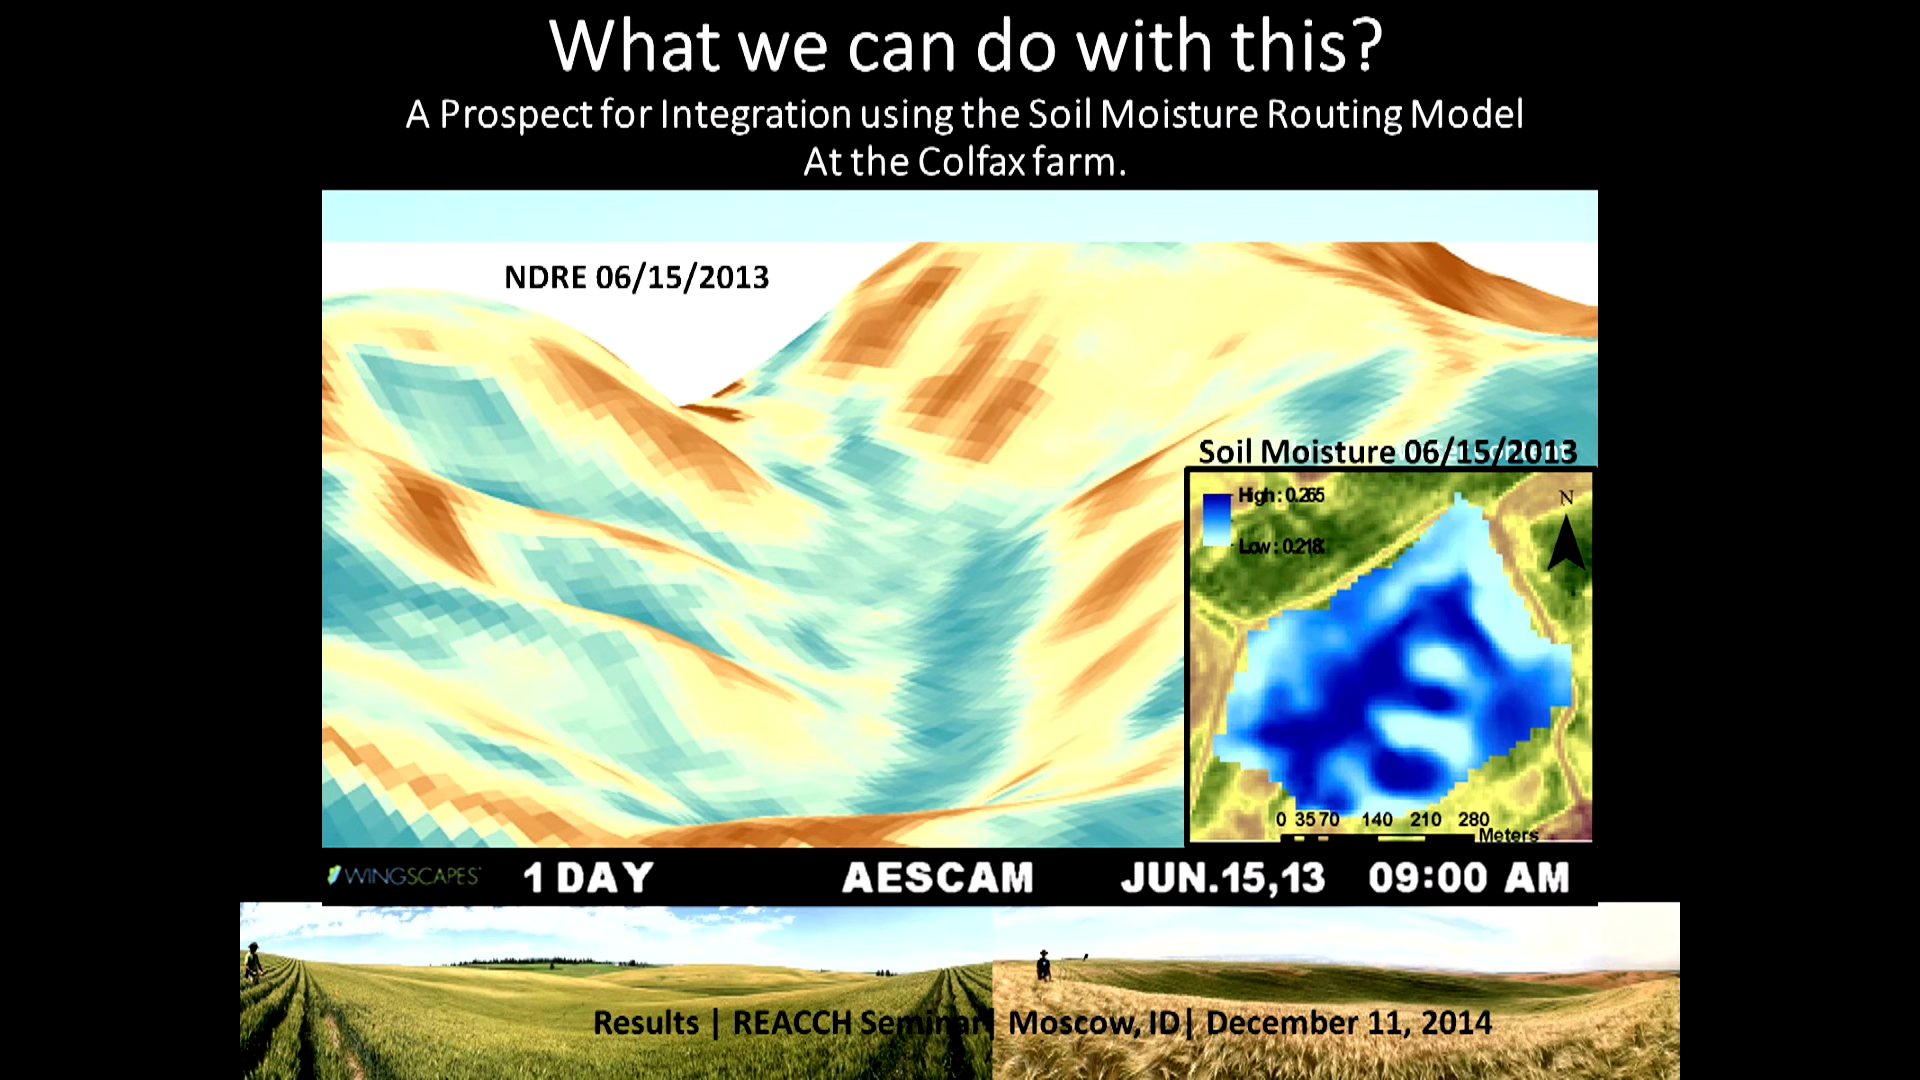 What we can do with this?
A Prospect for Integration using the Soil Moisture Routing Model
At the Colfax farm.
NDRE 06/15/2013
Soil Moisture 06/15/2013
High : 0.265
N
Low : 0.218
0 35 70 140 210 280
Meters
WINGSCAPES 1 DAY AESCAM JUN.15,13 09:00 AM
Results | REACCH Seminar| Moscow, ID| December 11, 2014